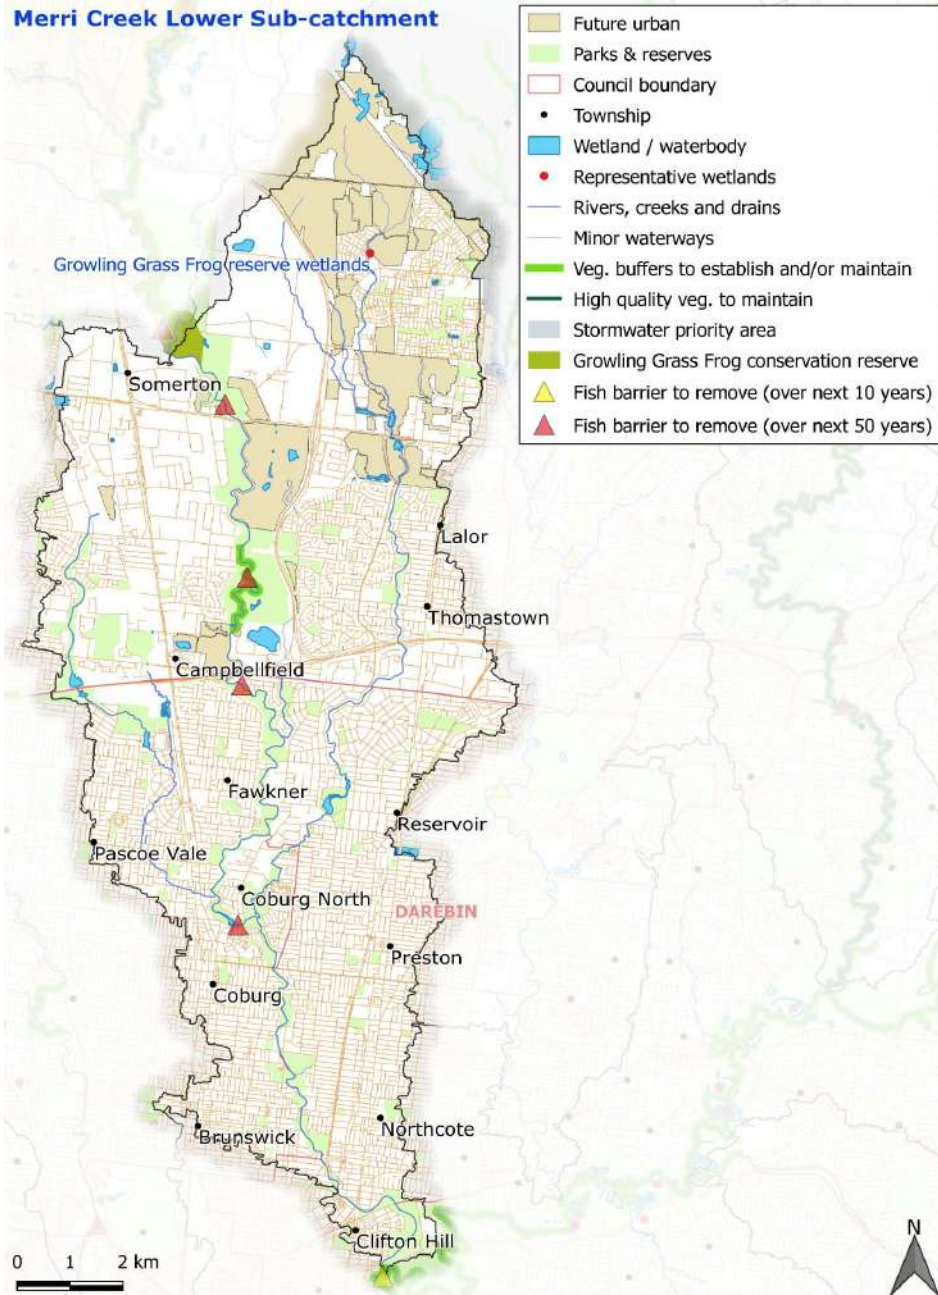 Merri Creek Lower Sub-catchment
Future urban
Parks & reserves
Council boundary
Township
Wetland / waterbody
Representative wetlands
Rivers, creeks and drains
Minor waterways
Veg. buffers to establish and/or maintain
High quality veg. to maintain
Stormwater priority area
Growling Grass Frog conservation reserve
Fish barrier to remove (over next 10 years)
Fish barrier to remove (over next 50 years)
Growling Grass Frog reserve wetlands
Somerton
Lalor
Thomastown
Campbellfield
Fawkner
Reservoir
Pascoe Vale
Coburg North
DAREBIN
Preston
Coburg
Northcote
Brunswick
Clifton Hill
0 1 2 km
N